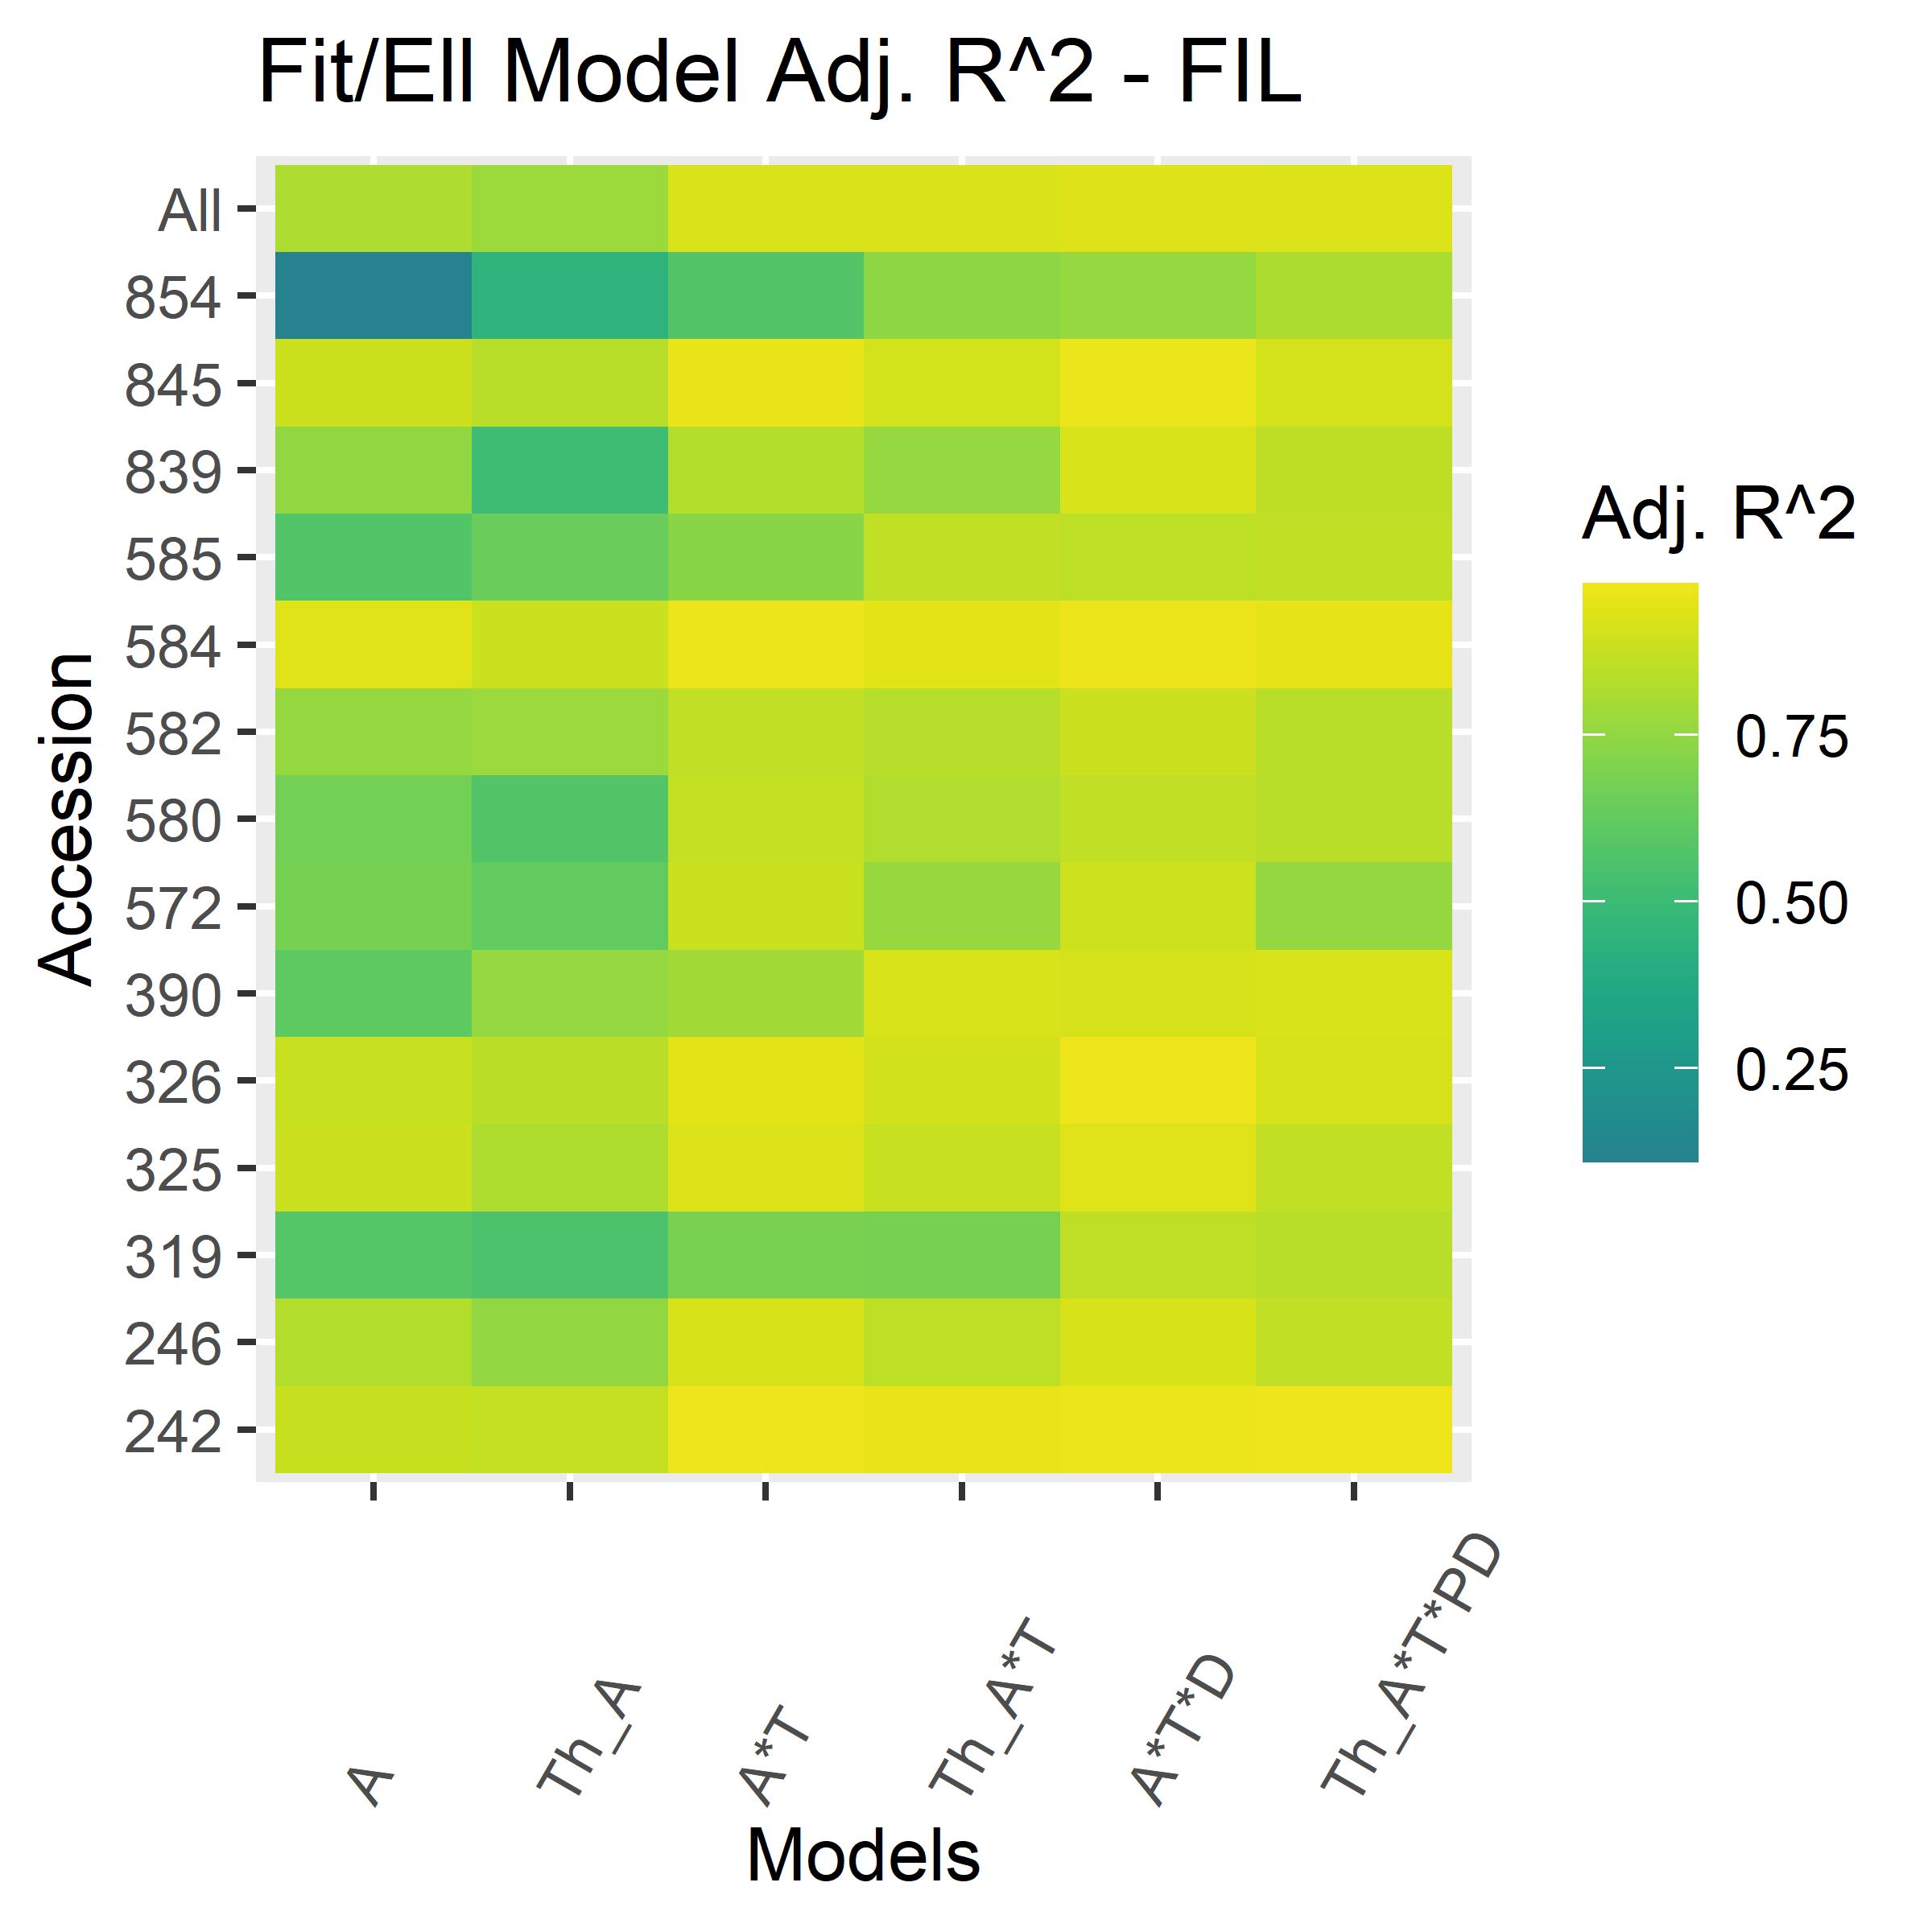 Fit/Ell Model Adj. R^2 - FIL
Accession
All
854
845
839
585
584
582
580
572
390
326
325
319
246
242
A
Th_A
A*T
Th_A*T
A*T*D
Th_A*T*PD
Models
Adj. R^2
0.75
0.50
0.25